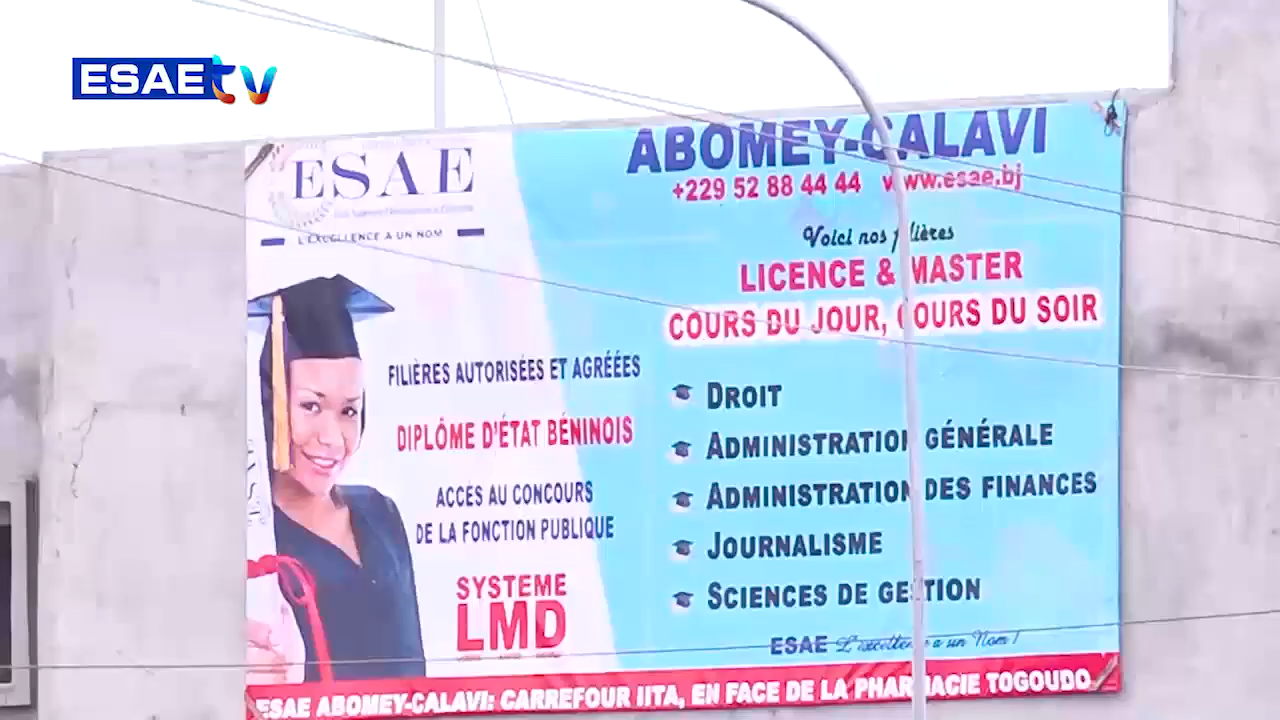 ESAE tv
ESAE
L'EXCELLENCE A UN NOM
FILIÈRES AUTORISÉES ET AGRÉÉES
DIPLÔME D'ÉTAT BÉNINOIS
ACCES AU CONCOURS
DE LA FONCTION PUBLIQUE
SYSTEME
LMD
ABOMEY-CALAVI
+229 52 88 44 44 www.esae.bj
Voici nos filières
LICENCE & MASTER
COURS DU JOUR, COURS DU SOIR
DROIT
ADMINISTRATION GÉNÉRALE
ADMINISTRATION DES FINANCES
JOURNALISME
SCIENCES DE GESTION
ESAE L'excellence a un Nom !
ESAE ABOMEY-CALAVI: CARREFOUR IITA, EN FACE DE LA PHARMACIE TOGOUDO